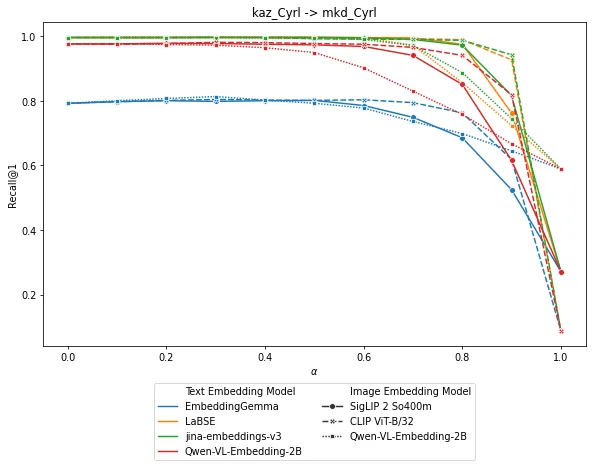 kaz_Cyrl -> mkd_Cyrl
Recall@1
1.0
0.8
0.6
0.4
0.2
0.0 0.2 0.4 0.6 0.8 1.0
α
Text Embedding Model
EmbeddingGemma
LaBSE
jina-embeddings-v3
Qwen-VL-Embedding-2B
Image Embedding Model
SigLIP 2 So400m
CLIP ViT-B/32
Qwen-VL-Embedding-2B